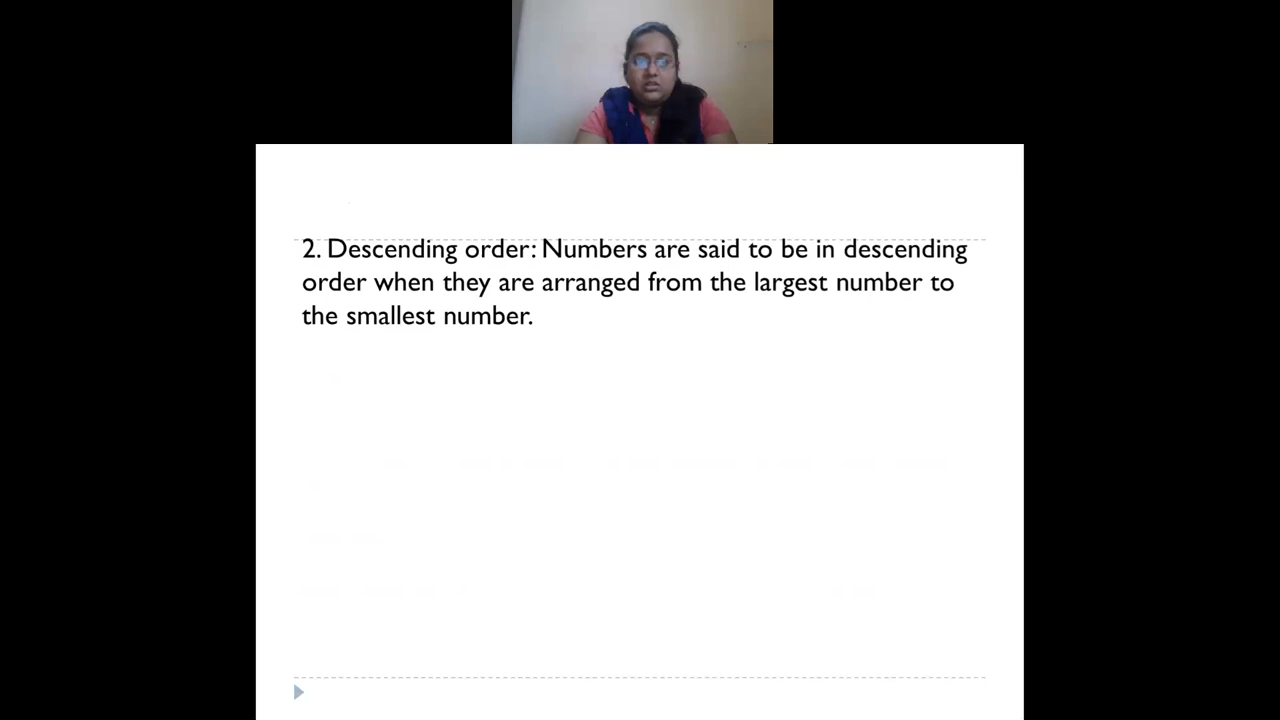 2. Descending order: Numbers are said to be in descending
order when they are arranged from the largest number to
the smallest number.